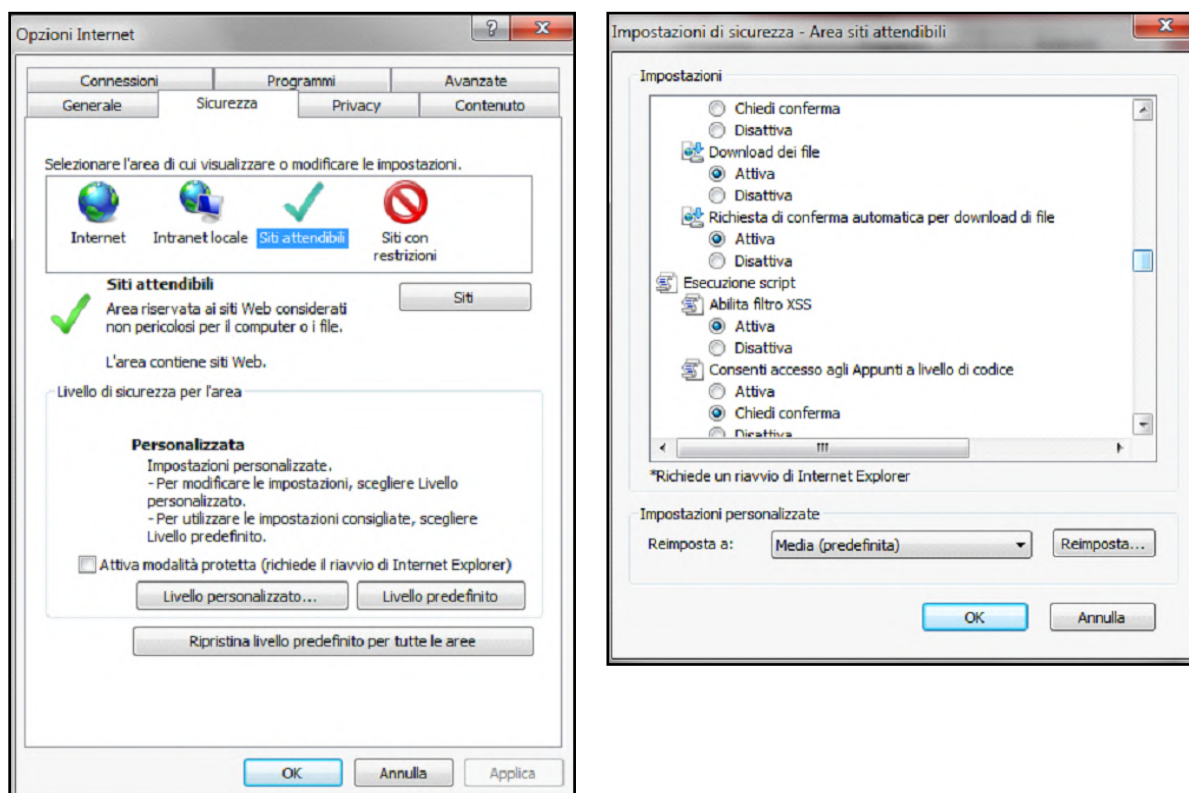 Opzioni Internet
Connessioni Programmi Avanzate
Generale Sicurezza Privacy Contenuto
Selezionare l'area di cui visualizzare o modificare le impostazioni.
Internet Intranet locale Siti attendibili Siti con
restrizioni
Siti attendibili
Siti
Area riservata ai siti Web considerati
non pericolosi per il computer o i file.
L'area contiene siti Web.
Livello di sicurezza per l'area
Personalizzata
Impostazioni personalizzate.
- Per modificare le impostazioni, scegliere Livello
personalizzato.
- Per utilizzare le impostazioni consigliate, scegliere
Livello predefinito.
Attiva modalità protetta (richiede il riavvio di Internet Explorer)
Livello personalizzato... Livello predefinito
Ripristina livello predefinito per tutte le aree
OK Annulla Applica
Impostazioni di sicurezza - Area siti attendibili
Impostazioni
Chiedi conferma
Disattiva
Download dei file
Attiva
Disattiva
Richiesta di conferma automatica per download di file
Attiva
Disattiva
Esecuzione script
Abilita filtro XSS
Attiva
Disattiva
Consenti accesso agli Appunti a livello di codice
Attiva
Chiedi conferma
Disattiva
*Richiede un riavvio di Internet Explorer
Impostazioni personalizzate
Reimposta a: Media (predefinita) Reimposta...
OK Annulla